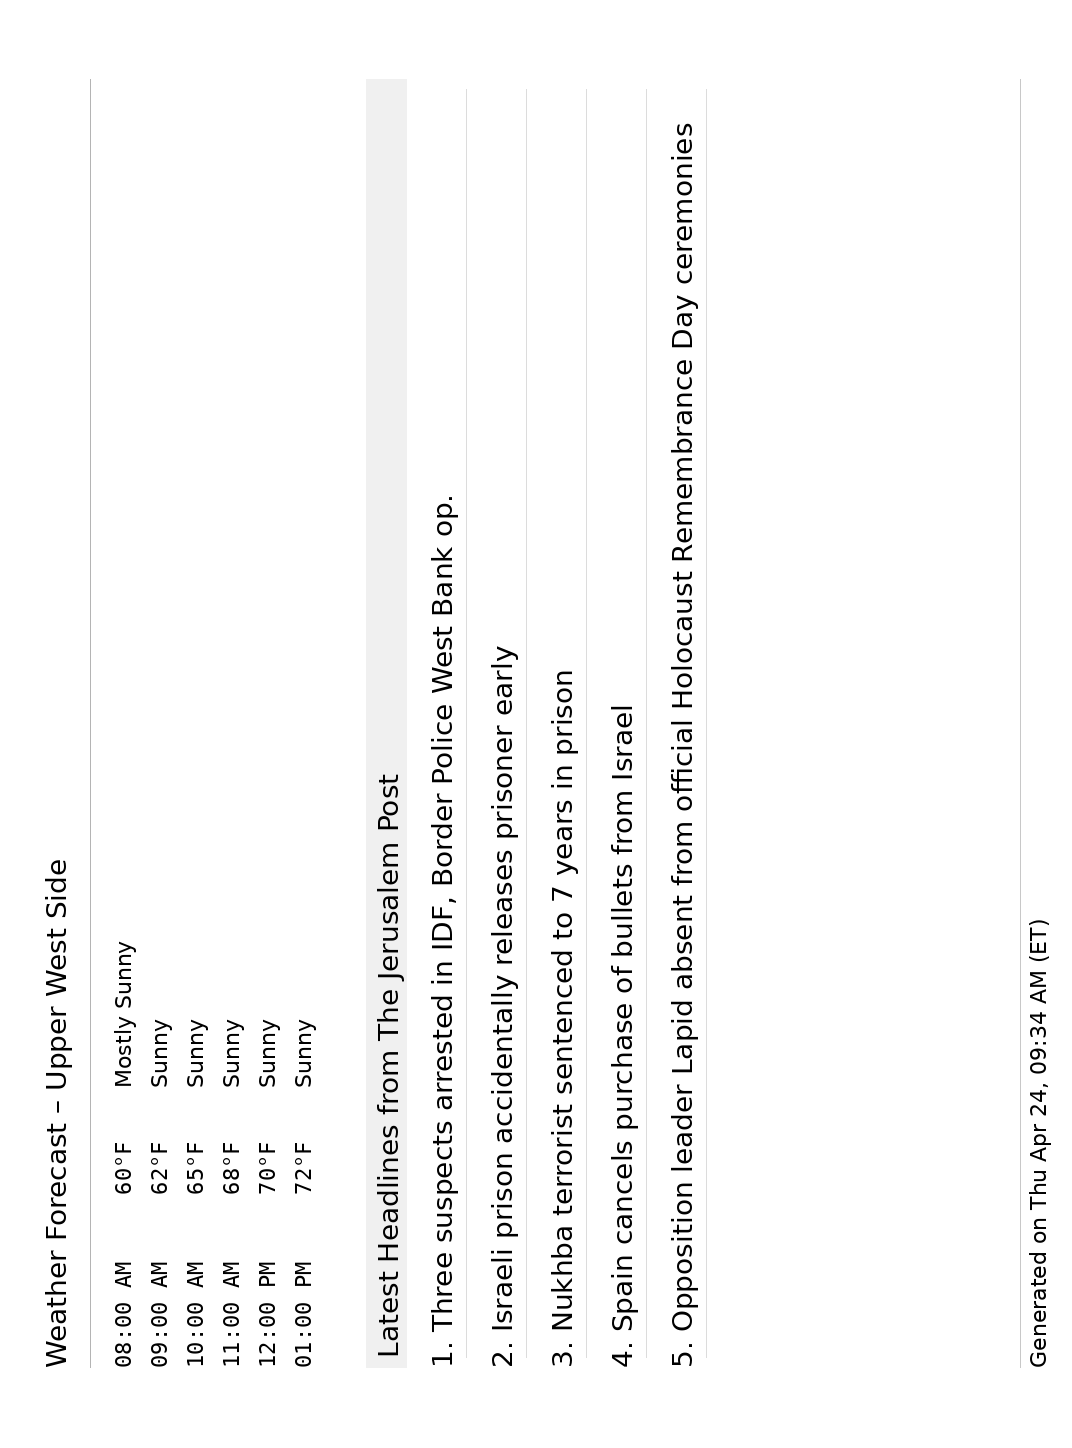 Weather Forecast – Upper West Side
08:00 AM 60°F Mostly Sunny
09:00 AM 62°F Sunny
10:00 AM 65°F Sunny
11:00 AM 68°F Sunny
12:00 PM 70°F Sunny
01:00 PM 72°F Sunny
Latest Headlines from The Jerusalem Post
1. Three suspects arrested in IDF, Border Police West Bank op.
2. Israeli prison accidentally releases prisoner early
3. Nukhba terrorist sentenced to 7 years in prison
4. Spain cancels purchase of bullets from Israel
5. Opposition leader Lapid absent from official Holocaust Remembrance Day ceremonies
Generated on Thu Apr 24, 09:34 AM (ET)